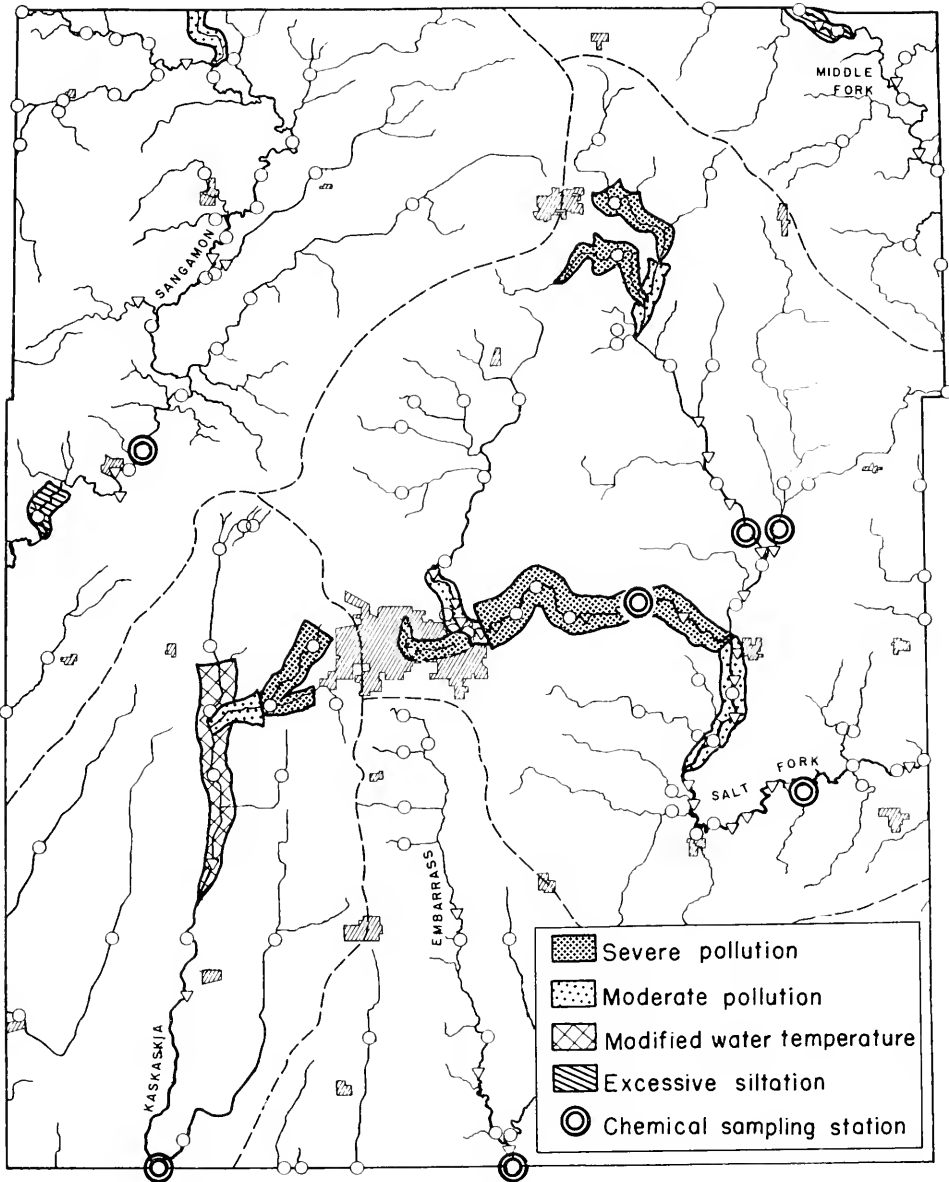 MIDDLE
FORK
SANGAMON
SALT FORK
EMBARRASS
KASKASKIA
Severe pollution
Moderate pollution
Modified water temperature
Excessive siltation
Chemical sampling station